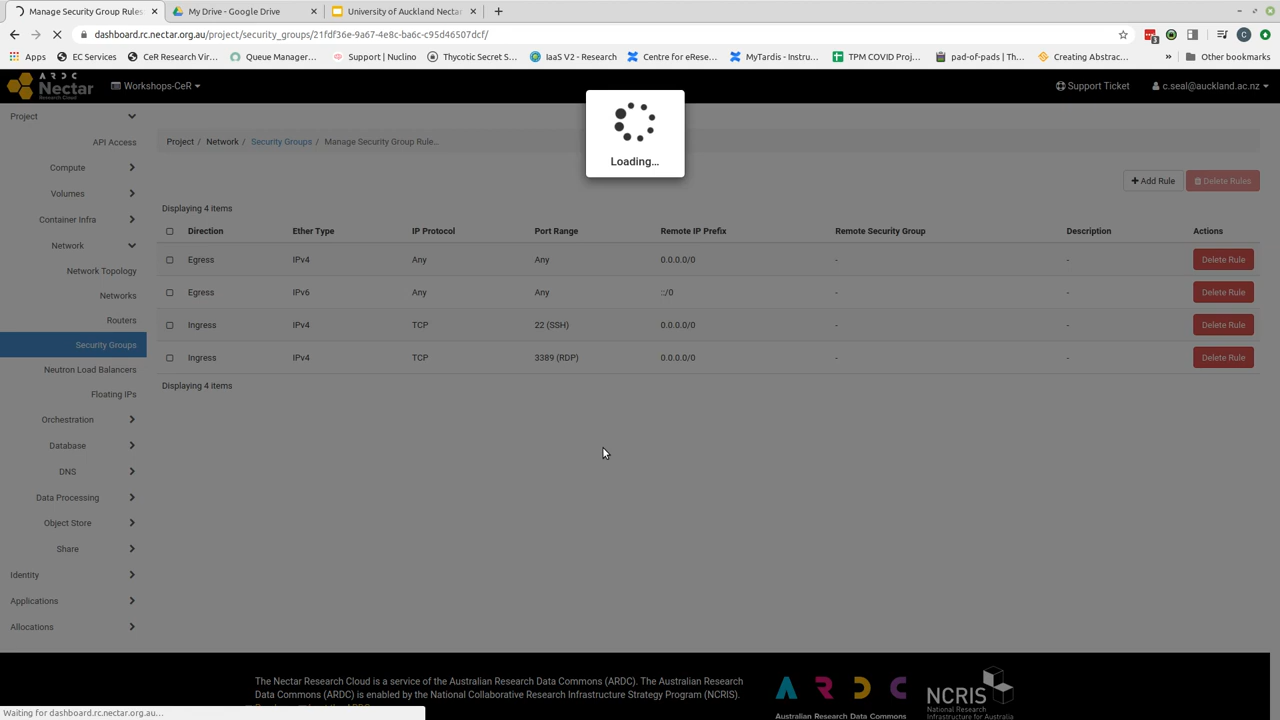 Manage Security Group Rules
My Drive - Google Drive
University of Auckland Nectar
dashboard.rc.nectar.org.au/project/security_groups/21fdf36e-9a67-4e8c-ba6c-c95d46507dcf/
3
C
Apps
EC Services
CeR Research Vir...
Queue Manager...
Support | Nuclino
Thycotic Secret S...
IaaS V2 - Research
Centre for eRese...
MyTardis - Instru...
TPM COVID Proj...
pad-of-pads | Th...
Creating Abstrac...
»
Other bookmarks
ARDC
Nectar
Research Cloud
Workshops-CeR
Support Ticket
c.seal@auckland.ac.nz
Project
API Access
Compute
Volumes
Container Infra
Network
Network Topology
Networks
Routers
Security Groups
Neutron Load Balancers
Floating IPs
Orchestration
Database
DNS
Data Processing
Object Store
Share
Identity
Applications
Allocations
Loading...
Project / Network / Security Groups / Manage Security Group Rule...
+ Add Rule
Delete Rules
Displaying 4 items
Direction Ether Type IP Protocol Port Range Remote IP Prefix Remote Security Group Description Actions
Egress IPv4 Any Any 0.0.0.0/0 - - Delete Rule
Egress IPv6 Any Any ::/0 - - Delete Rule
Ingress IPv4 TCP 22 (SSH) 0.0.0.0/0 - - Delete Rule
Ingress IPv4 TCP 3389 (RDP) 0.0.0.0/0 - - Delete Rule
Displaying 4 items
The Nectar Research Cloud is a service of the Australian Research Data Commons (ARDC). The Australian Research
Data Commons (ARDC) is enabled by the National Collaborative Research Infrastructure Strategy Program (NCRIS).
ARDC
Australian Research Data Commons
NCRIS
National Research
Infrastructure for Australia
Waiting for dashboard.rc.nectar.org.au...